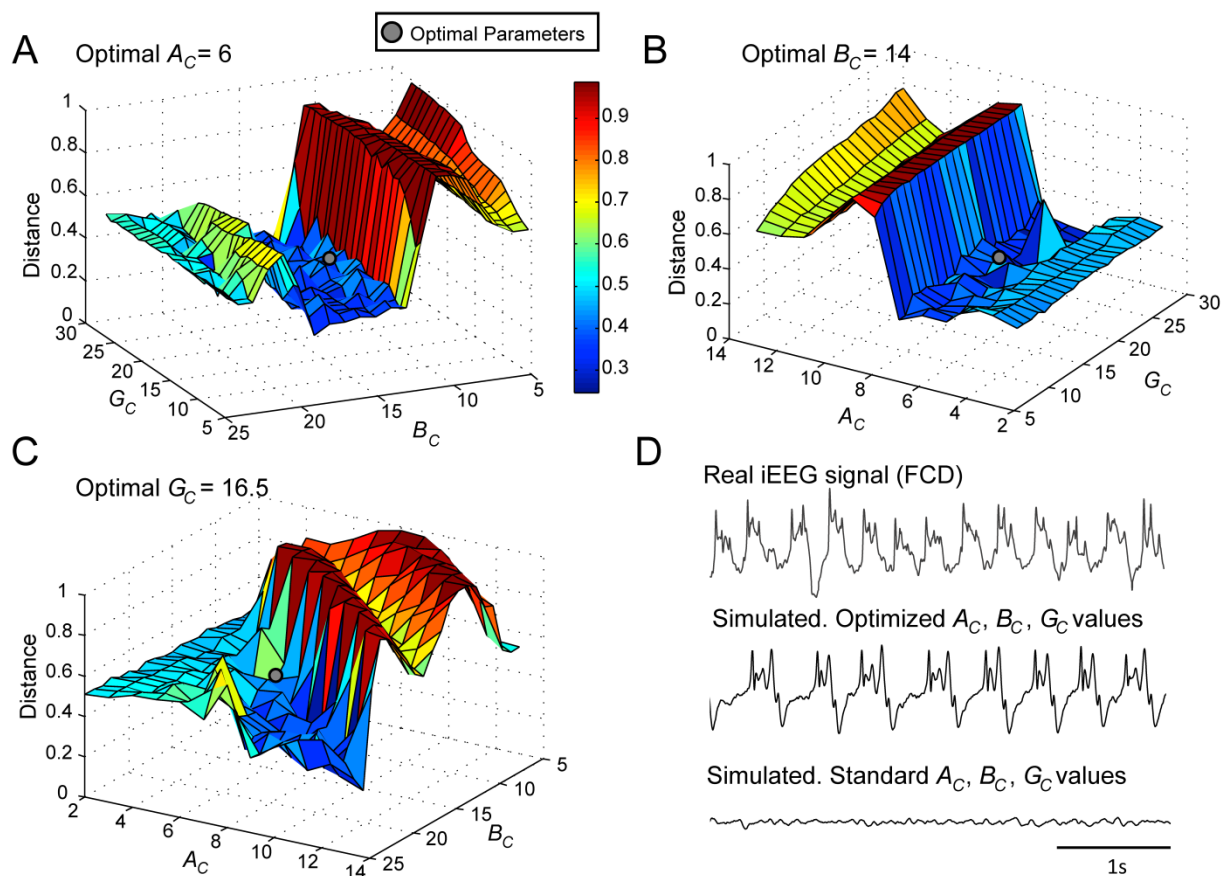 Optimal Parameters
A
Optimal A_C = 6
Distance
1
0.8
0.6
0.4
0.2
0
30
25
20
15
10
5
G_C
25
20
15
10
5
B_C
0.9
0.8
0.7
0.6
0.5
0.4
0.3
B
Optimal B_C = 14
Distance
1
0.8
0.6
0.4
0.2
0
14
12
10
8
6
4
2
A_C
5
10
15
20
25
30
G_C
C
Optimal G_C = 16.5
Distance
1
0.8
0.6
0.4
0.2
0
2
4
6
8
10
12
14
A_C
25
20
15
10
5
B_C
D
Real iEEG signal (FCD)
Simulated. Optimized A_C, B_C, G_C values
Simulated. Standard A_C, B_C, G_C values
1s